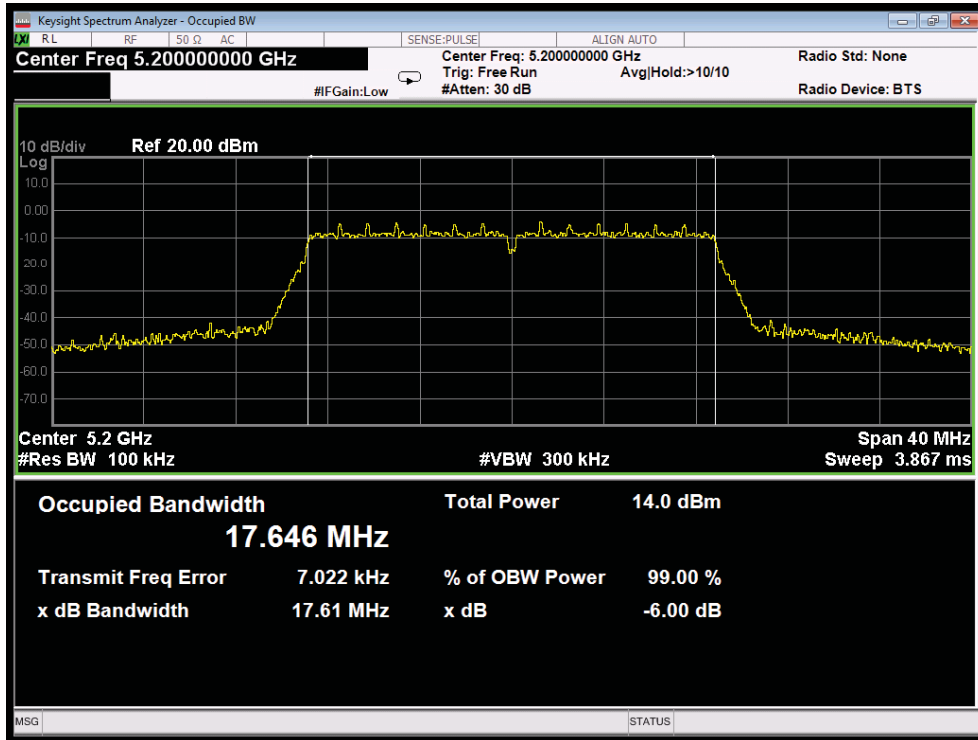 Keysight Spectrum Analyzer - Occupied BW
LXI RL RF 50 Ω AC SENSE:PULSE ALIGN AUTO
Center Freq 5.200000000 GHz Center Freq: 5.200000000 GHz Radio Std: None
Trig: Free Run Avg|Hold:>10/10
#IFGain:Low #Atten: 30 dB Radio Device: BTS
10 dB/div Ref 20.00 dBm
Log
10.0
0.00
-10.0
-20.0
-30.0
-40.0
-50.0
-60.0
-70.0
Center 5.2 GHz Span 40 MHz
#Res BW 100 kHz #VBW 300 kHz Sweep 3.867 ms
Occupied Bandwidth Total Power 14.0 dBm
17.646 MHz
Transmit Freq Error 7.022 kHz % of OBW Power 99.00 %
x dB Bandwidth 17.61 MHz x dB -6.00 dB
MSG STATUS